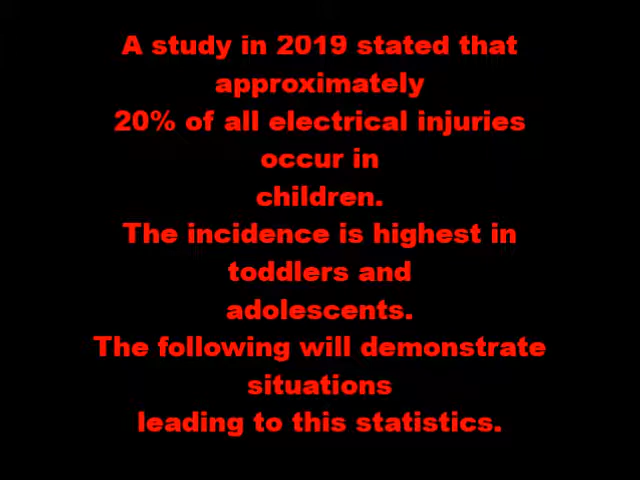 A study in 2019 stated that
approximately
20% of all electrical injuries
occur in
children.
The incidence is highest in
toddlers and
adolescents.
The following will demonstrate
situations
leading to this statistics.